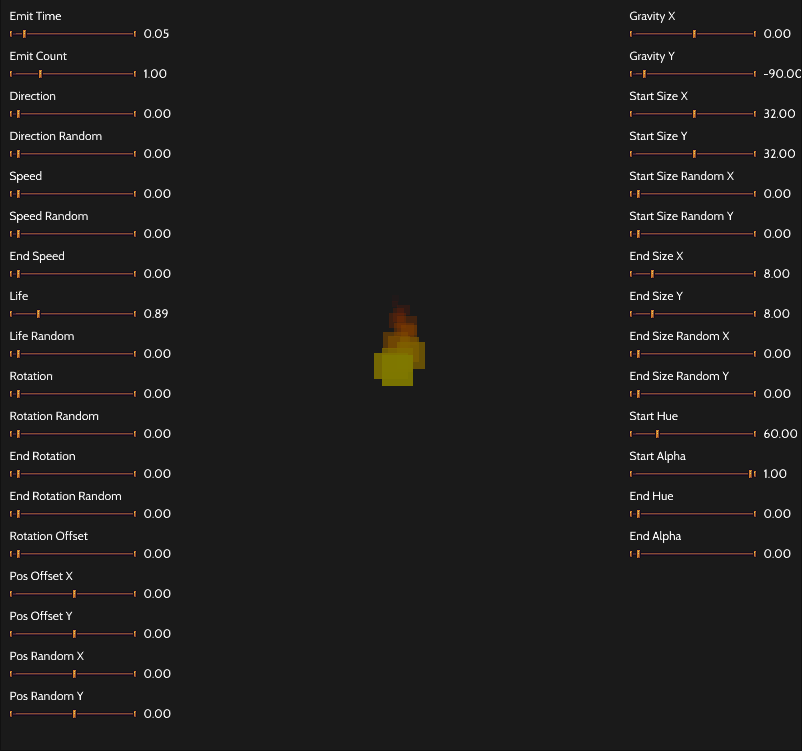 Emit Time
0.05
Emit Count
1.00
Direction
0.00
Direction Random
0.00
Speed
0.00
Speed Random
0.00
End Speed
0.00
Life
0.89
Life Random
0.00
Rotation
0.00
Rotation Random
0.00
End Rotation
0.00
End Rotation Random
0.00
Rotation Offset
0.00
Pos Offset X
0.00
Pos Offset Y
0.00
Pos Random X
0.00
Pos Random Y
0.00
Gravity X
0.00
Gravity Y
-90.00
Start Size X
32.00
Start Size Y
32.00
Start Size Random X
0.00
Start Size Random Y
0.00
End Size X
8.00
End Size Y
8.00
End Size Random X
0.00
End Size Random Y
0.00
Start Hue
60.00
Start Alpha
1.00
End Hue
0.00
End Alpha
0.00